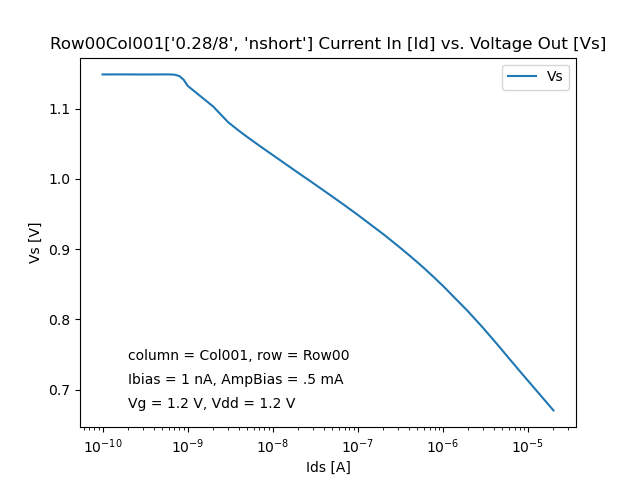 Row00Col001['0.28/8', 'nshort'] Current In [Id] vs. Voltage Out [Vs]
Vs
1.1
1.0
0.9
0.8
0.7
Vs [V]
column = Col001, row = Row00
Ibias = 1 nA, AmpBias = .5 mA
Vg = 1.2 V, Vdd = 1.2 V
10⁻¹⁰ 10⁻⁹ 10⁻⁸ 10⁻⁷ 10⁻⁶ 10⁻⁵
Ids [A]